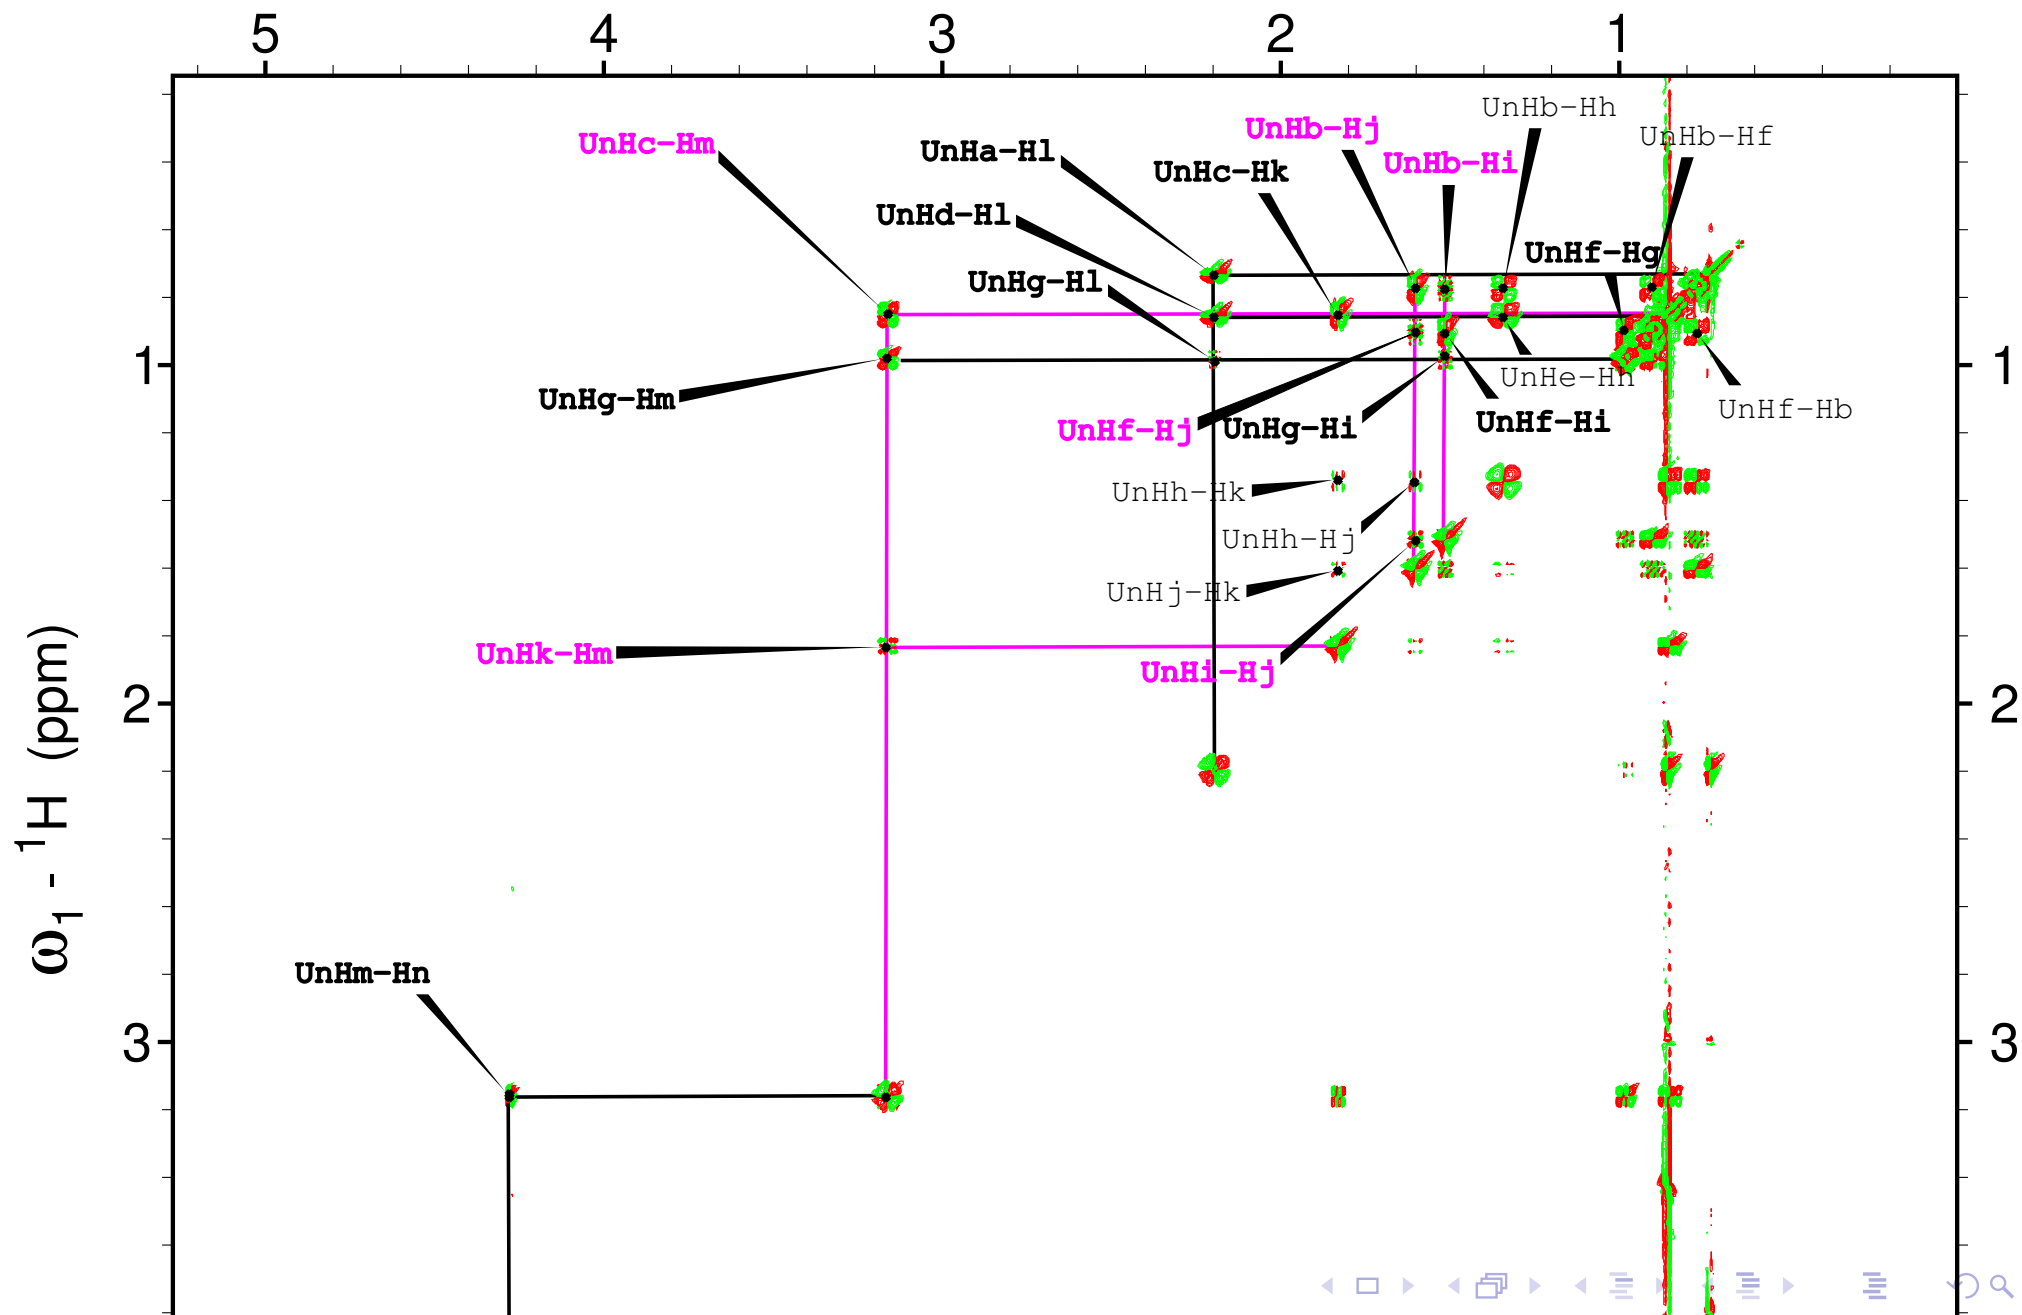 5 4 3 2 1
UnHb-Hh
UnHb-Hj
UnHb-Hf
UnHc-Hm
UnHa-Hl
UnHb-Hi
UnHc-Hk
UnHd-Hl
UnHf-Hg
UnHg-Hl
1 1
UnHe-Hh
UnHg-Hm
UnHf-Hb
UnHf-Hj
UnHg-Hi
UnHf-Hi
UnHh-Hk
UnHh-Hj
UnHj-Hk
UnHk-Hm
UnHi-Hj
2 2
ω1 - 1H (ppm)
UnHm-Hn
3 3